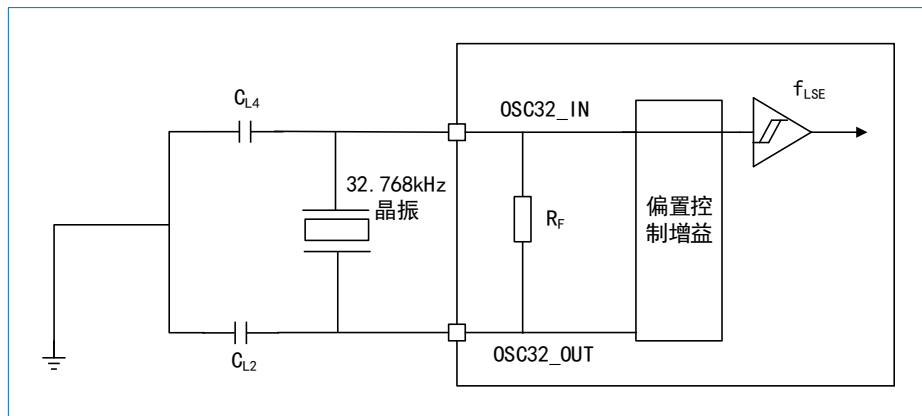 C_L4
OSC32_IN
f_LSE
32.768kHz
晶振
R_F
偏置控
制增益
C_L2
OSC32_OUT